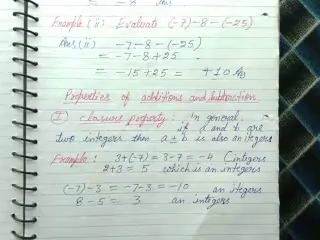 Example (ii) Evaluate (-7)-8-(-25)
Ans (ii) -7-8-(-25)
= -7-8+25
= -15+25 = +10 Ans
Properties of additions and Subtraction
(I) Closure property: In general,
if a and b are
two integers then a ± b is also an integers
Example: 3+(-7) = 3-7 = -4 (integers
2+3 = 5 which is an integers
(-7)-3 = -7-3 = -10 an itegers
8-5 = 3 an integers